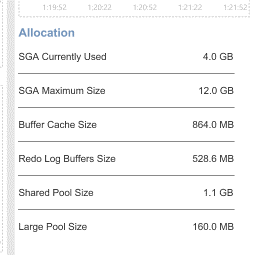 1:19:52 1:20:22 1:20:52 1:21:22 1:21:52
Allocation
SGA Currently Used 4.0 GB
SGA Maximum Size 12.0 GB
Buffer Cache Size 864.0 MB
Redo Log Buffers Size 528.6 MB
Shared Pool Size 1.1 GB
Large Pool Size 160.0 MB